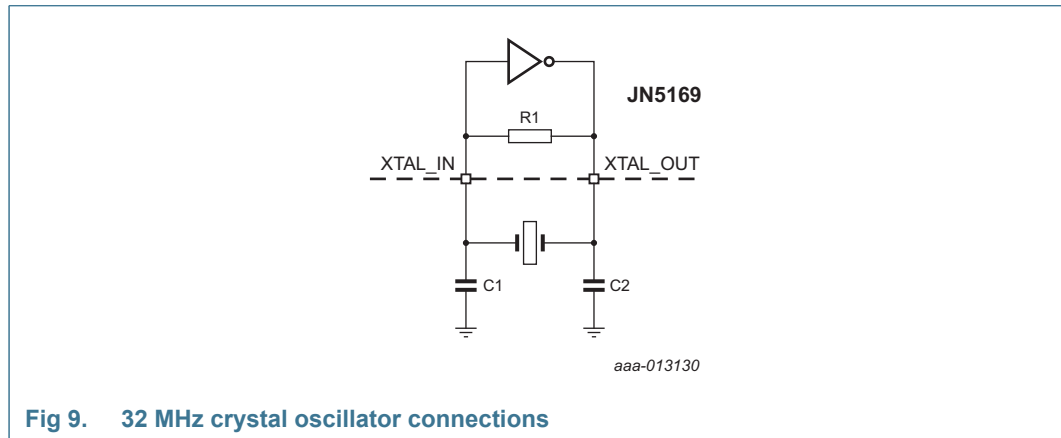 JN5169
R1
XTAL_IN XTAL_OUT
C1 C2
aaa-013130
Fig 9. 32 MHz crystal oscillator connections